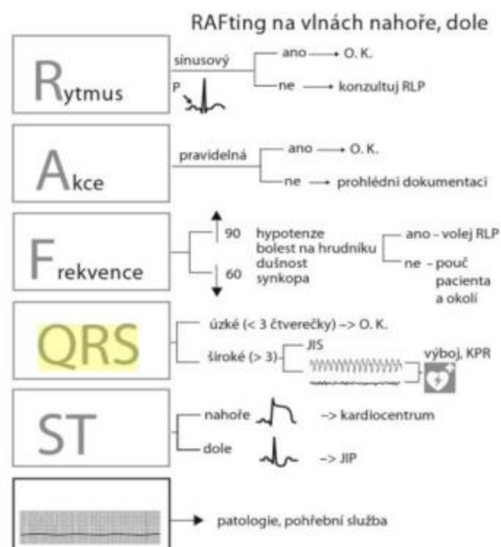 RAFting na vlnách nahoře, dole
Rytmus
sínusový
P
ano → O. K.
ne → konzultuj RLP
Akce
pravidelná
ano → O. K.
ne → prohlédni dokumentaci
Frekvence
90
60
hypotenze
bolest na hrudníku
dušnost
synkopa
ano – volej RLP
ne – pouč
pacienta
a okolí
QRS
úzké (< 3 čtverečky) –> O. K.
široké (> 3)
JIS
výboj, KPR
ST
nahoře –> kardiocentrum
dole –> JIP
patologie, pohřební služba